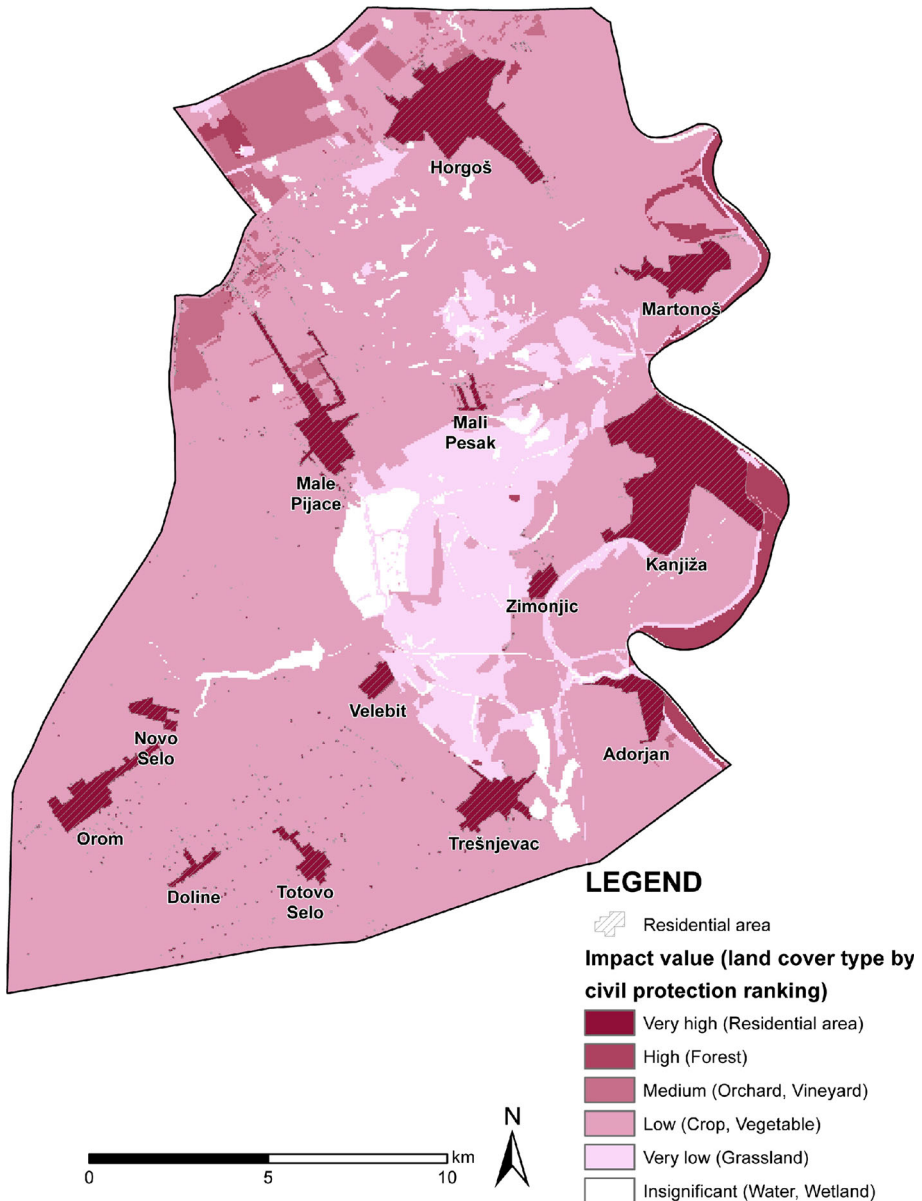 Horgoš
Martonoš
Mali
Pesak
Male
Pijace
Kanjiža
Zimonjic
Velebit
Novo
Selo
Adorjan
Orom
Trešnjevac
Doline
Totovo
Selo
LEGEND
Residential area
Impact value (land cover type by
civil protection ranking)
Very high (Residential area)
High (Forest)
Medium (Orchard, Vineyard)
Low (Crop, Vegetable)
Very low (Grassland)
Insignificant (Water, Wetland)
N
km
0 5 10